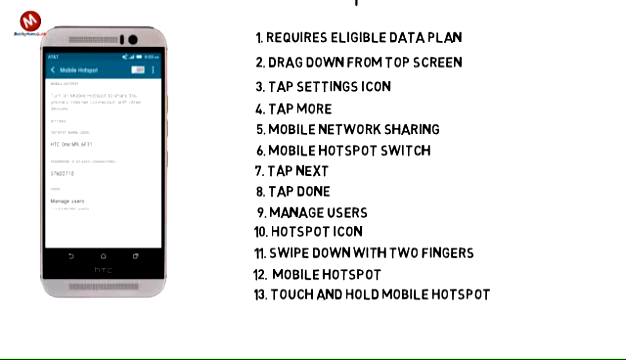 M
AT&T
Mobile Hotspot
HTC One M9 6F71
Manage users
hTC
1. REQUIRES ELIGIBLE DATA PLAN
2. DRAG DOWN FROM TOP SCREEN
3. TAP SETTINGS ICON
4. TAP MORE
5. MOBILE NETWORK SHARING
6. MOBILE HOTSPOT SWITCH
7. TAP NEXT
8. TAP DONE
9. MANAGE USERS
10. HOTSPOT ICON
11. SWIPE DOWN WITH TWO FINGERS
12. MOBILE HOTSPOT
13. TOUCH AND HOLD MOBILE HOTSPOT